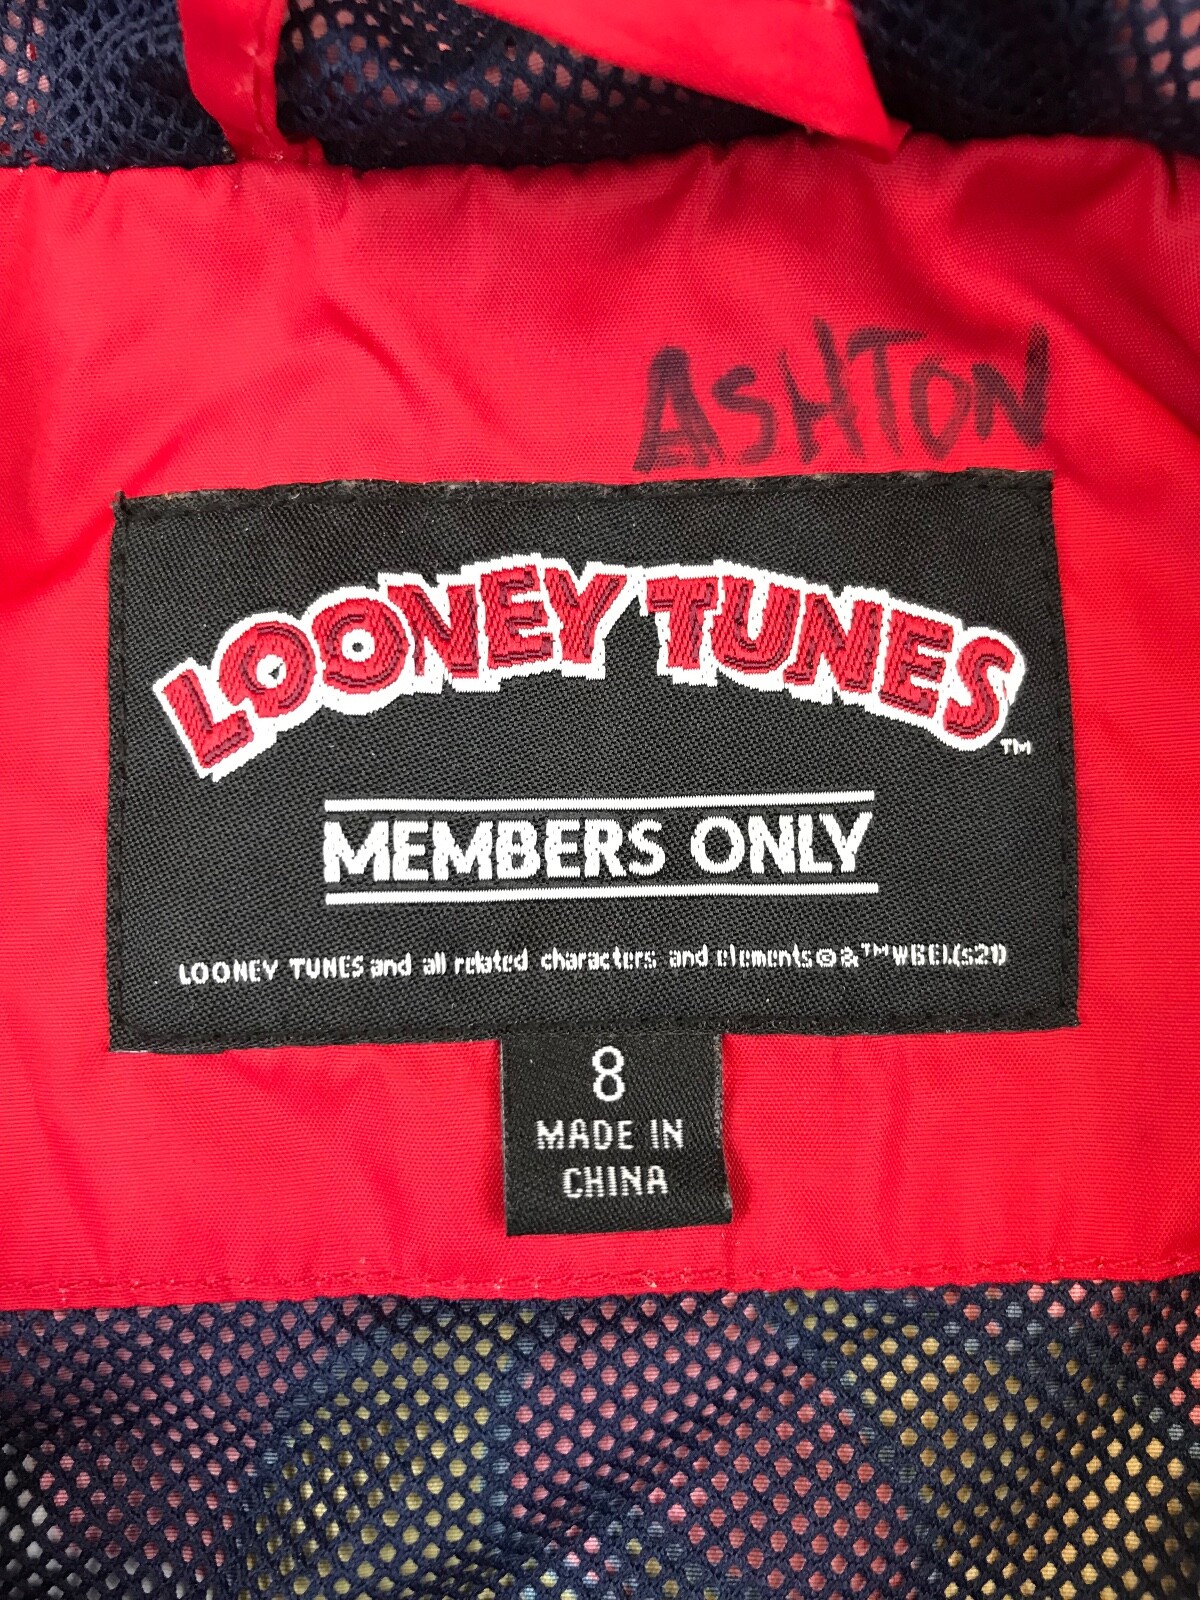 ASHTON
LOONEY TUNES
™
MEMBERS ONLY
LOONEY TUNES and all related characters and elements © & ™ WBEI.(s21)
8
MADE IN
CHINA